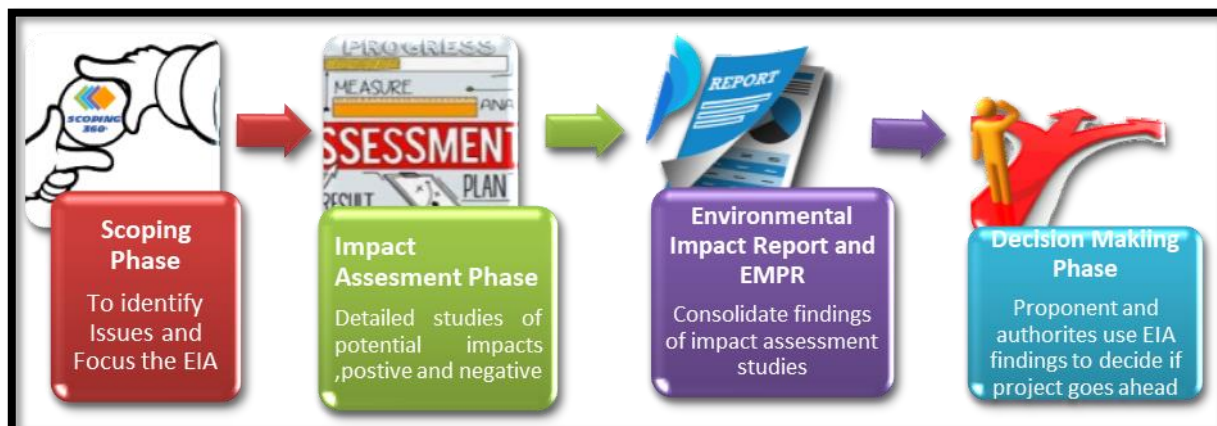 SCOPING
360°
Scoping
Phase
To identify
Issues and
Focus the EIA
PROGRESS
MEASURE
ANA
SSESSMENT
RESULT
PLAN
Impact
Assesment Phase
Detailed studies of
potential impacts
,postive and negative
REPORT
Environmental
Impact Report and
EMPR
Consolidate findings
of impact assessment
studies
Decision Makiing
Phase
Proponent and
authorites use EIA
findings to decide if
project goes ahead